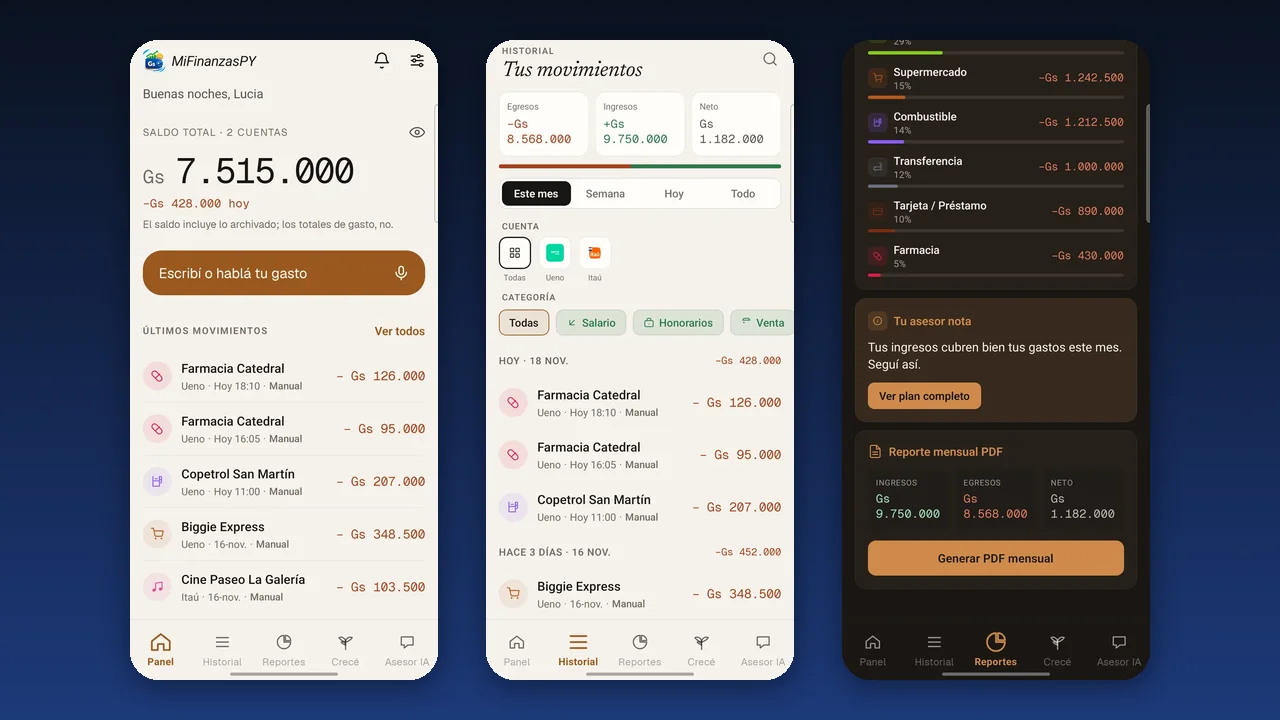 MiFinanzasPY
Buenas noches, Lucia
SALDO TOTAL · 2 CUENTAS
Gs 7.515.000
−Gs 428.000 hoy
El saldo incluye lo archivado; los totales de gasto, no.
Escribí o hablá tu gasto
ÚLTIMOS MOVIMIENTOS Ver todos
Farmacia Catedral
Ueno · Hoy 18:10 · Manual
− Gs 126.000
Farmacia Catedral
Ueno · Hoy 16:05 · Manual
− Gs 95.000
Copetrol San Martín
Ueno · Hoy 11:00 · Manual
− Gs 207.000
Biggie Express
Ueno · 16-nov. · Manual
− Gs 348.500
Cine Paseo La Galería
Itaú · 16-nov. · Manual
− Gs 103.500
Panel Historial Reportes Crecé Asesor IA
HISTORIAL
Tus movimientos
Egresos
−Gs
8.568.000
Ingresos
+Gs
9.750.000
Neto
Gs
1.182.000
Este mes Semana Hoy Todo
CUENTA
Todas Ueno Itaú
CATEGORÍA
Todas Salario Honorarios Venta
HOY · 18 NOV. −Gs 428.000
Farmacia Catedral
Ueno · Hoy 18:10 · Manual
− Gs 126.000
Farmacia Catedral
Ueno · Hoy 16:05 · Manual
− Gs 95.000
Copetrol San Martín
Ueno · Hoy 11:00 · Manual
− Gs 207.000
HACE 3 DÍAS · 16 NOV. −Gs 452.000
Biggie Express
Ueno · 16-nov. · Manual
− Gs 348.500
Panel Historial Reportes Crecé Asesor IA
29%
Supermercado
15%
−Gs 1.242.500
Combustible
14%
−Gs 1.212.500
Transferencia
12%
−Gs 1.000.000
Tarjeta / Préstamo
10%
−Gs 890.000
Farmacia
5%
−Gs 430.000
Tu asesor nota
Tus ingresos cubren bien tus gastos este mes.
Seguí así.
Ver plan completo
Reporte mensual PDF
INGRESOS
Gs
9.750.000
EGRESOS
Gs
8.568.000
NETO
Gs
1.182.000
Generar PDF mensual
Panel Historial Reportes Crecé Asesor IA